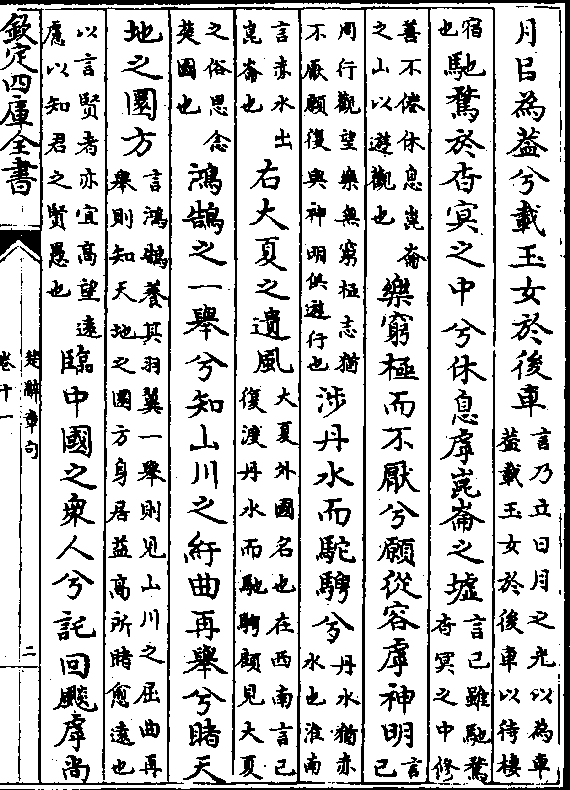 月日為葢兮載玉女於後車
言乃立日月之光以為車
葢載玉女於後車以待棲
宿
也
馳騖於杳冥之中兮休息虖崑崙之墟
言己雖馳騖
杳冥之中修
善不倦休息崑崙
之山以遊觀也
樂窮極而不厭兮願從容虖神明
言
己
周行觀望樂無窮極志猶
不厭願復與神明俱遊行也
涉丹水而駝騁兮
丹水猶赤
水也淮南
言赤水出
崑崙也
右大夏之遺風
大夏外國名也在西南言己
復渡丹水而馳騁顧見大夏
之俗思念
楚國也
鴻鵠之一舉兮知山川之紆曲再舉兮睹天
地之圜方
言鴻鵠養其羽翼一舉則見山川之屈曲再
舉則知天地之圜方身居益高所睹愈遠也
以言賢者亦宜高望遠
慮以知君之賢愚也
臨中國之衆人兮託回飈虖尚
欽定四庫全書
楚辭章句
卷十一
二